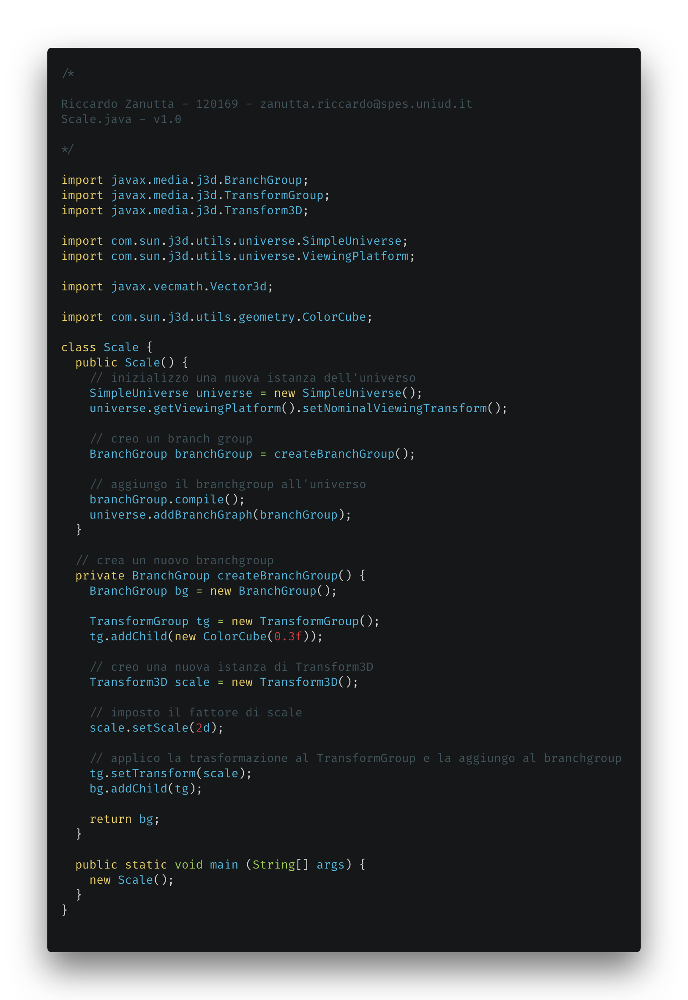 /*
Riccardo Zanutta - 120169 - zanutta.riccardo@spes.uniud.it
Scale.java - v1.0
*/
import javax.media.j3d.BranchGroup;
import javax.media.j3d.TransformGroup;
import javax.media.j3d.Transform3D;
import com.sun.j3d.utils.universe.SimpleUniverse;
import com.sun.j3d.utils.universe.ViewingPlatform;
import javax.vecmath.Vector3d;
import com.sun.j3d.utils.geometry.ColorCube;
class Scale {
  public Scale() {
    // inizializzo una nuova istanza dell'universo
    SimpleUniverse universe = new SimpleUniverse();
    universe.getViewingPlatform().setNominalViewingTransform();
    // creo un branch group
    BranchGroup branchGroup = createBranchGroup();
    // aggiungo il branchgroup all'universo
    branchGroup.compile();
    universe.addBranchGraph(branchGroup);
  }
  // crea un nuovo branchgroup
  private BranchGroup createBranchGroup() {
    BranchGroup bg = new BranchGroup();
    TransformGroup tg = new TransformGroup();
    tg.addChild(new ColorCube(0.3f));
    // creo una nuova istanza di Transform3D
    Transform3D scale = new Transform3D();
    // imposto il fattore di scale
    scale.setScale(2d);
    // applico la trasformazione al TransformGroup e la aggiungo al branchgroup
    tg.setTransform(scale);
    bg.addChild(tg);
    return bg;
  }
  public static void main (String[] args) {
    new Scale();
  }
}